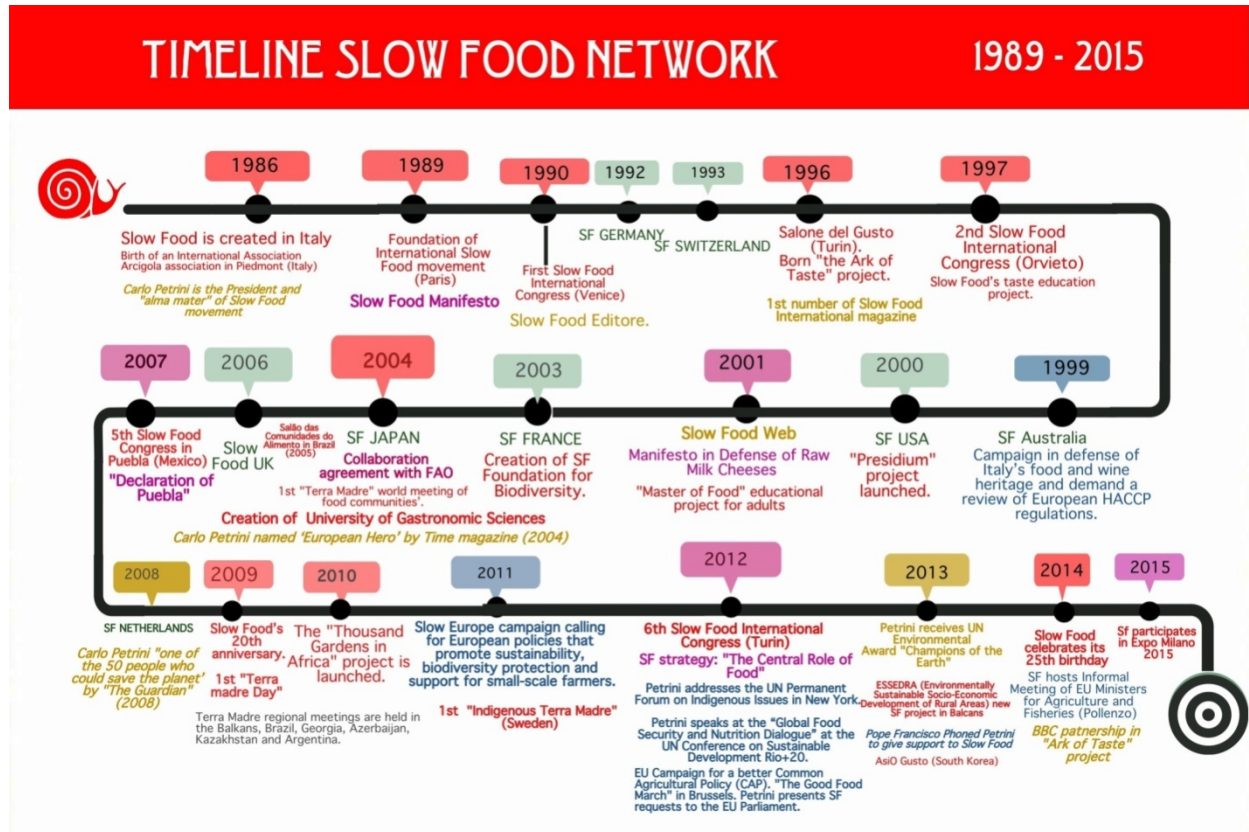 TIMELINE SLOW FOOD NETWORK
1989 - 2015
1986
Slow Food is created in Italy
Birth of an International Association
Arcigola association in Piedmont (Italy)
Carlo Petrini is the President and
"alma mater" of Slow Food
movement
1989
Foundation of
International Slow
Food movement
(Paris)
Slow Food Manifesto
1990
First Slow Food
International
Congress (Venice)
Slow Food Editore.
1992
SF GERMANY
1993
SF SWITZERLAND
1996
Salone del Gusto
(Turin).
Born "the Ark of
Taste" project.
1st number of Slow Food
International magazine
1997
2nd Slow Food
International
Congress (Orvieto)
Slow Food's taste education
project.
1999
SF Australia
Campaign in defense of
Italy's food and wine
heritage and demand a
review of European HACCP
regulations.
2000
SF USA
"Presidium"
project
launched.
2001
Slow Food Web
Manifesto in Defense of Raw
Milk Cheeses
"Master of Food" educational
project for adults
2003
SF FRANCE
Creation of SF
Foundation for
Biodiversity.
2004
SF JAPAN
Collaboration
agreement with FAO
1st "Terra Madre" world meeting of
food communities'.
Creation of University of Gastronomic Sciences
Carlo Petrini named 'European Hero' by Time magazine (2004)
Salão das
Comunidades do
Alimento in Brazil
(2005)
2006
Slow
Food UK
2007
5th Slow Food
Congress in
Puebla (Mexico)
"Declaration of
Puebla"
2008
SF NETHERLANDS
Carlo Petrini "one of
the 50 people who
could save the planet'
by "The Guardian"
(2008)
2009
Slow Food's
20th
anniversary.
1st "Terra
madre Day"
Terra Madre regional meetings are held in
the Balkans, Brazil, Georgia, Azerbaijan,
Kazakhstan and Argentina.
2010
The "Thousand
Gardens in
Africa" project is
launched.
2011
Slow Europe campaign calling
for European policies that
promote sustainability,
biodiversity protection and
support for small-scale farmers.
1st "Indigenous Terra Madre"
(Sweden)
2012
6th Slow Food International
Congress (Turin)
SF strategy: "The Central Role of
Food"
Petrini addresses the UN Permanent
Forum on Indigenous Issues in New York.
Petrini speaks at the "Global Food
Security and Nutrition Dialogue" at the
UN Conference on Sustainable
Development Rio+20.
EU Campaign for a better Common
Agricultural Policy (CAP). "The Good Food
March" in Brussels. Petrini presents SF
requests to the EU Parliament.
2013
Petrini receives UN
Environmental
Award "Champions of the
Earth"
ESSEDRA (Environmentally
Sustainable Socio-Economic
Development of Rural Areas) new
SF project in Balcans
Pope Francisco Phoned Petrini
to give support to Slow Food
AsiO Gusto (South Korea)
2014
Slow Food
celebrates its
25th birthday
SF hosts Informal
Meeting of EU Ministers
for Agriculture and
Fisheries (Pollenzo)
BBC patnership in
"Ark of Taste"
project
2015
Sf participates
in Expo Milano
2015